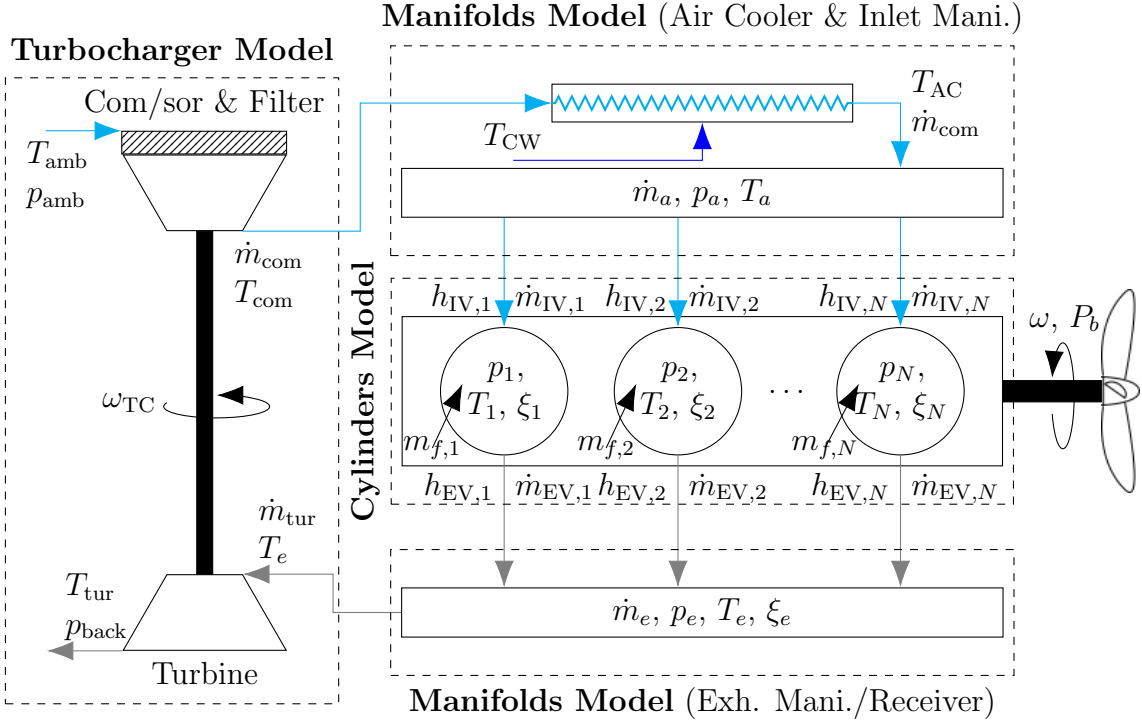 Manifolds Model (Air Cooler & Inlet Mani.)
Turbocharger Model
Com/sor & Filter
T_amb
p_amb
T_CW
T_AC
ṁ_com
ṁ_a, p_a, T_a
ṁ_com
T_com
Cylinders Model
h_IV,1 ṁ_IV,1 h_IV,2 ṁ_IV,2 h_IV,N ṁ_IV,N
ω, P_b
p_1,
T_1, ξ_1
p_2,
T_2, ξ_2
...
p_N,
T_N, ξ_N
m_f,1 m_f,2 m_f,N
h_EV,1 ṁ_EV,1 h_EV,2 ṁ_EV,2 h_EV,N ṁ_EV,N
ω_TC
ṁ_tur
T_e
T_tur
p_back
Turbine
ṁ_e, p_e, T_e, ξ_e
Manifolds Model (Exh. Mani./Receiver)